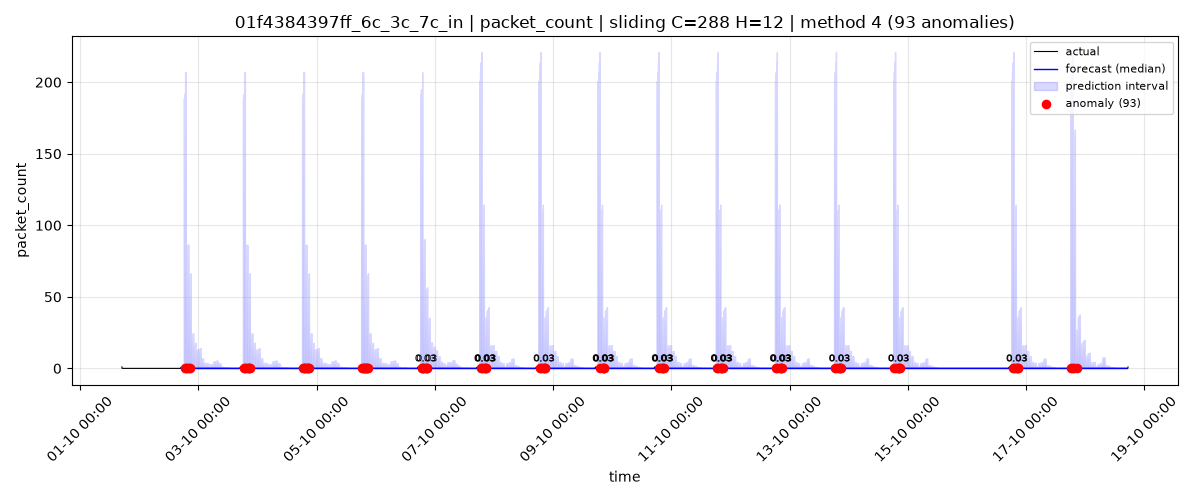 01f4384397ff_6c_3c_7c_in | packet_count | sliding C=288 H=12 | method 4 (93 anomalies)
actual
forecast (median)
prediction interval
anomaly (93)
packet_count
200
150
100
50
0
0.03 0.03 0.03 0.03 0.03 0.03 0.03 0.03 0.03 0.03
01-10 00:00 03-10 00:00 05-10 00:00 07-10 00:00 09-10 00:00 11-10 00:00 13-10 00:00 15-10 00:00 17-10 00:00 19-10 00:00
time